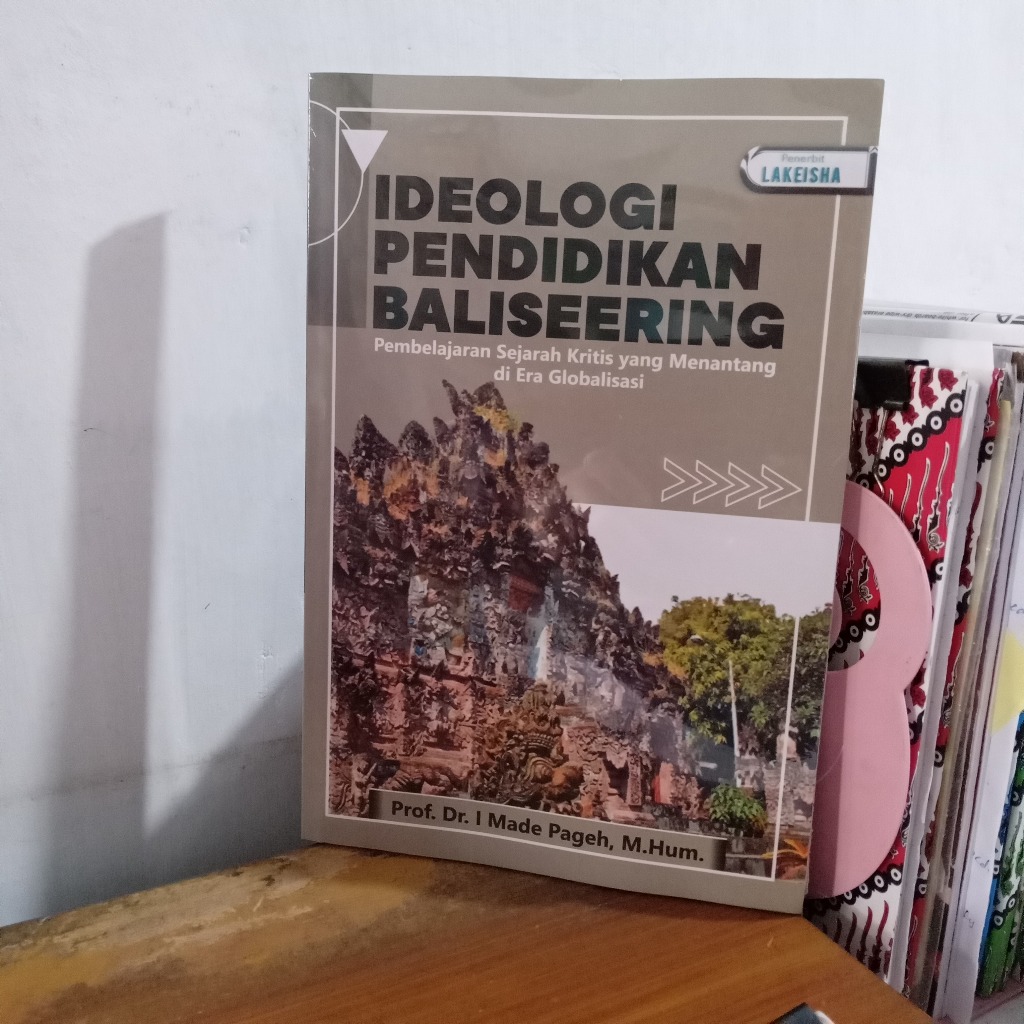 Penerbit
LAKEISHA
IDEOLOGI
PENDIDIKAN
BALISEERING
Pembelajaran Sejarah Kritis yang Menantang
di Era Globalisasi
Prof. Dr. I Made Pageh, M.Hum.